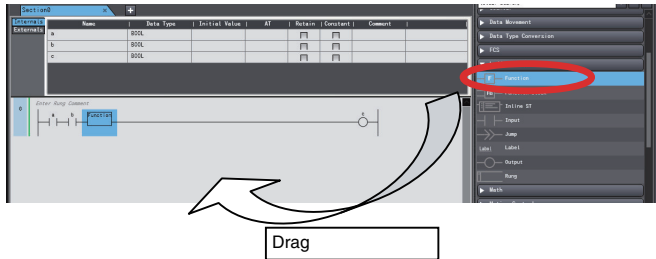 Section0 × +
Internals
Externals
Name | Data Type | Initial Value | AT | Retain | Constant | Comment
a BOOL
b BOOL
c BOOL
0 Enter Rung Comment
a b Function c
Data Movement
Data Type Conversion
FCS
Function
Inline ST
Input
Jump
Label Label
Output
Rung
Math
Drag